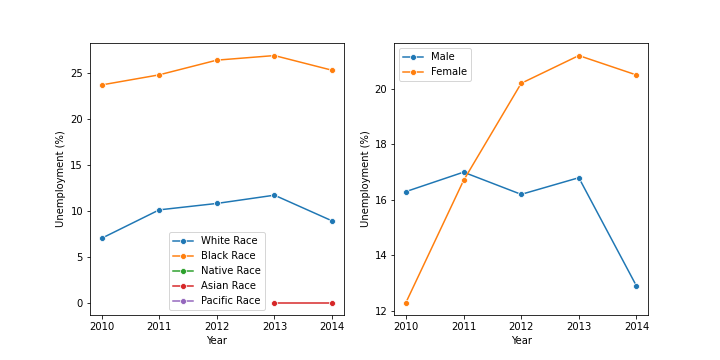 Unemployment (%)
25
20
15
10
5
0
2010 2011 2012 2013 2014
Year
White Race
Black Race
Native Race
Asian Race
Pacific Race
Unemployment (%)
20
18
16
14
12
2010 2011 2012 2013 2014
Year
Male
Female